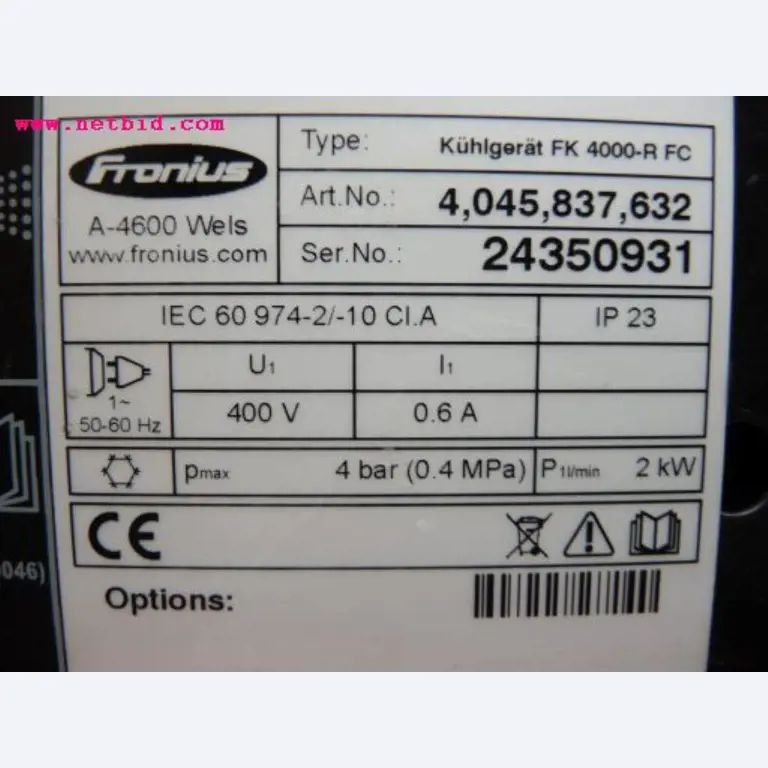 www.netbid.com
Fronius
A-4600 Wels
www.fronius.com
Type: Kühlgerät FK 4000-R FC
Art.No.: 4,045,837,632
Ser.No.: 24350931
IEC 60 974-2/-10 Cl.A IP 23
1~
50-60 Hz
U1 I1
400 V 0.6 A
pmax 4 bar (0.4 MPa) P1l/min 2 kW
CE
Options:
0046)